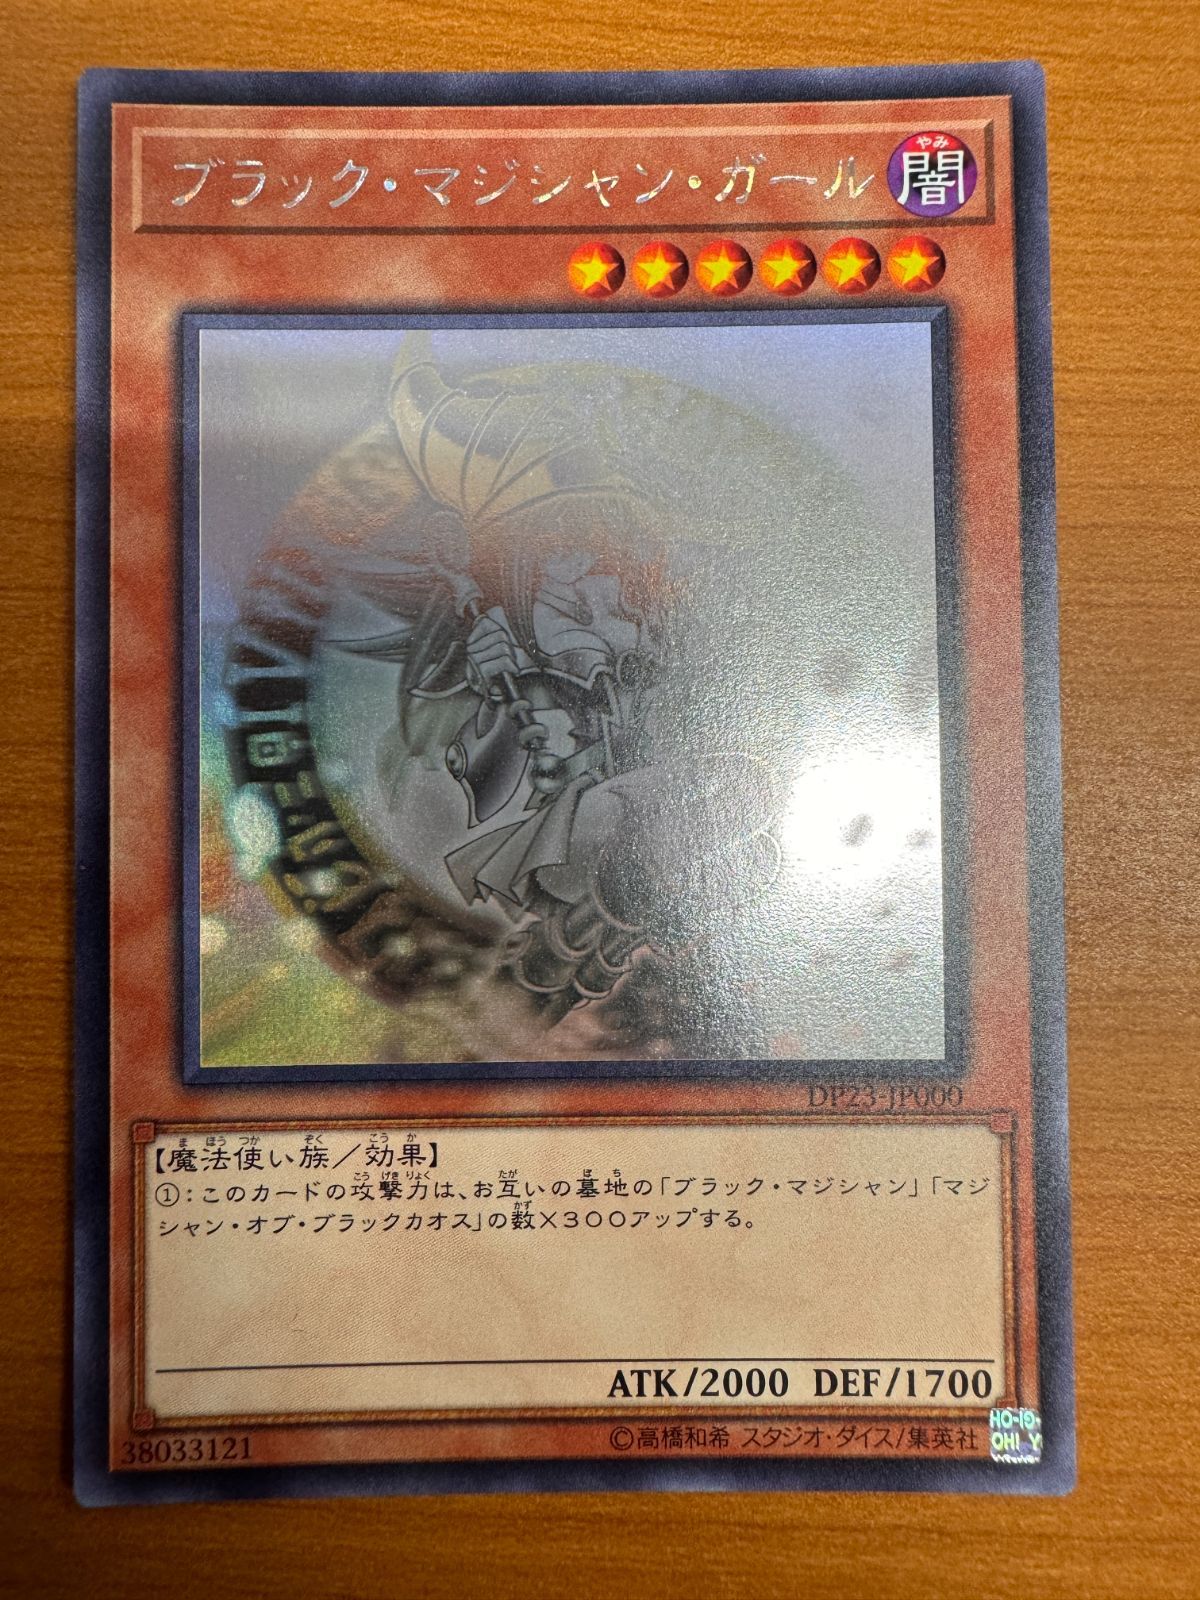 ブラック・マジシャン・ガール
やみ
闇
DP23-JP000
【魔法使い族／効果】
①：このカードの攻撃力は、お互いの墓地の「ブラック・マジシャン」「マジ
シャン・オブ・ブラックカオス」の数×３００アップする。
ATK/2000 DEF/1700
38033121
©高橋和希 スタジオ・ダイス/集英社